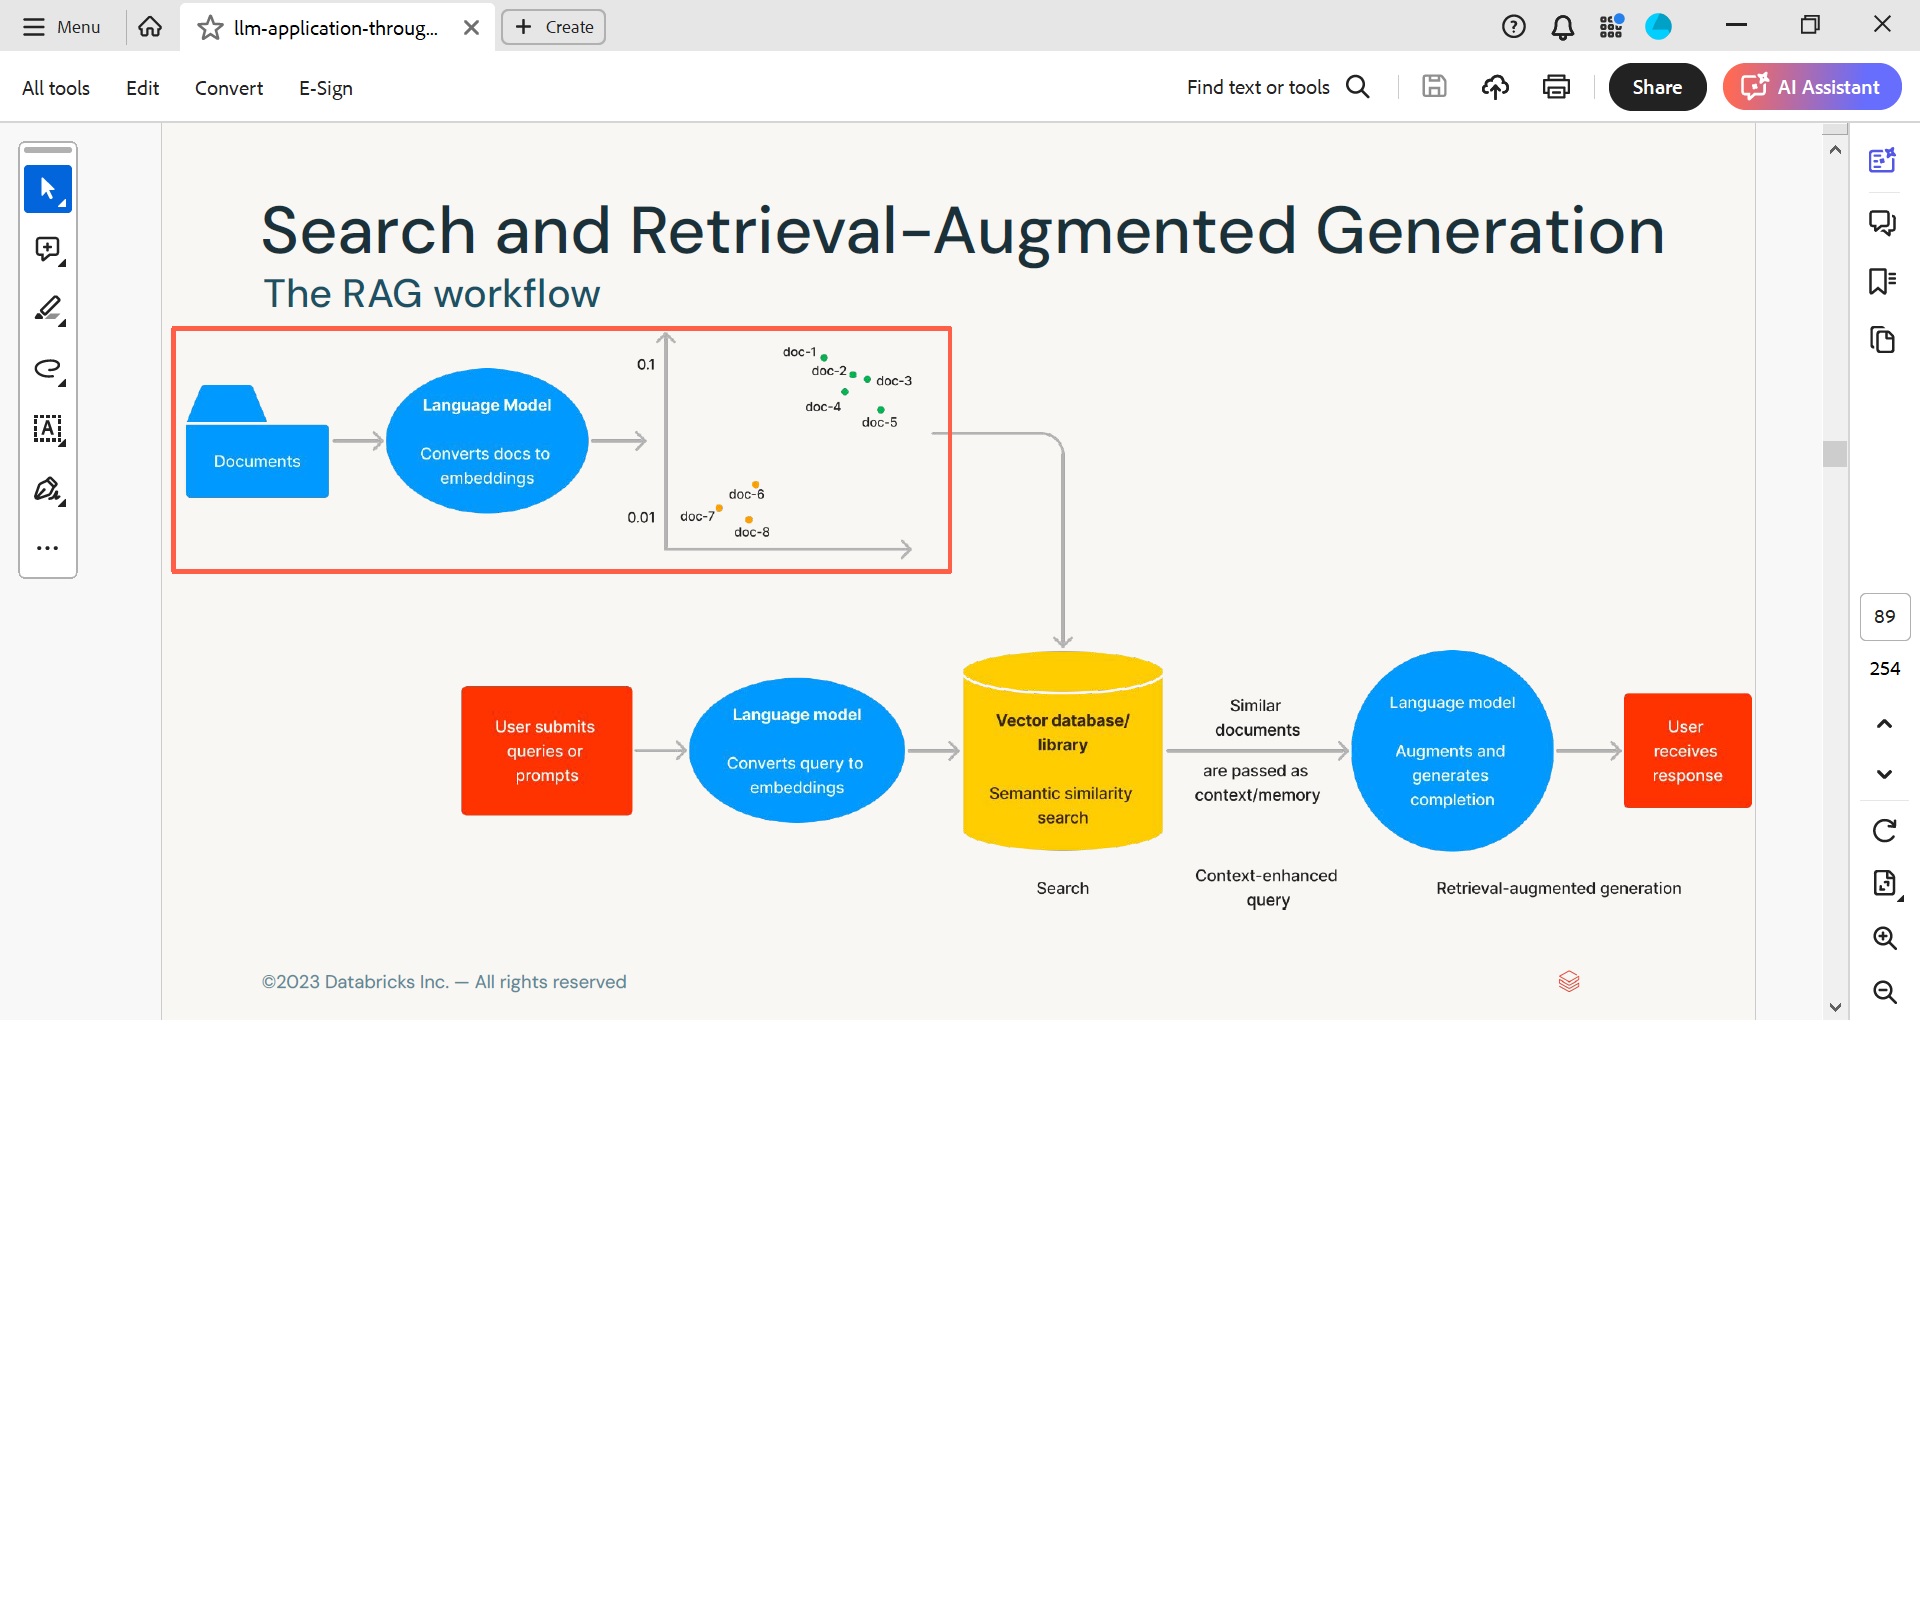 Menu
llm-application-throug...
Create
All tools
Edit
Convert
E-Sign
Find text or tools
Share
AI Assistant
Search and Retrieval-Augmented Generation
The RAG workflow
Documents
Language Model
Converts docs to
embeddings
0.1
0.01
doc-1
doc-2
doc-3
doc-4
doc-5
doc-6
doc-7
doc-8
User submits
queries or
prompts
Language model
Converts query to
embeddings
Vector database/
library
Semantic similarity
search
Similar
documents
are passed as
context/memory
Language model
Augments and
generates
completion
User
receives
response
Search
Context-enhanced
query
Retrieval-augmented generation
©2023 Databricks Inc. — All rights reserved
89
254